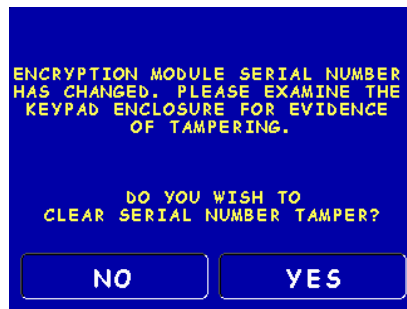 ENCRYPTION MODULE SERIAL NUMBER
HAS CHANGED. PLEASE EXAMINE THE
KEYPAD ENCLOSURE FOR EVIDENCE
OF TAMPERING.
DO YOU WISH TO
CLEAR SERIAL NUMBER TAMPER?
NO
YES